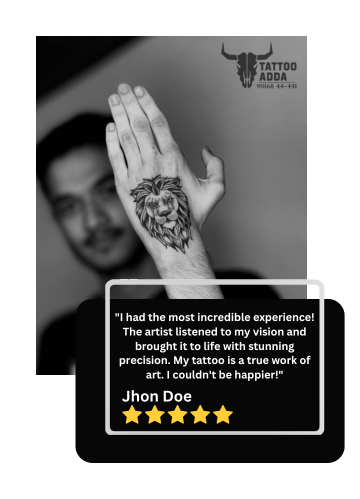 TATTOO
ADDA
"I had the most incredible experience!
The artist listened to my vision and
brought it to life with stunning
precision. My tattoo is a true work of
art. I couldn't be happier!"
Jhon Doe